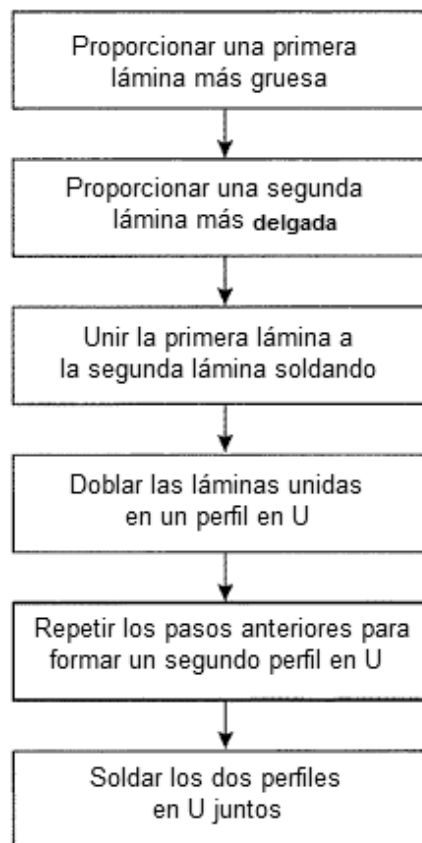 Proporcionar una primera
lámina más gruesa
Proporcionar una segunda
lámina más delgada
Unir la primera lámina a
la segunda lámina soldando
Doblar las láminas unidas
en un perfil en U
Repetir los pasos anteriores para
formar un segundo perfil en U
Soldar los dos perfiles
en U juntos